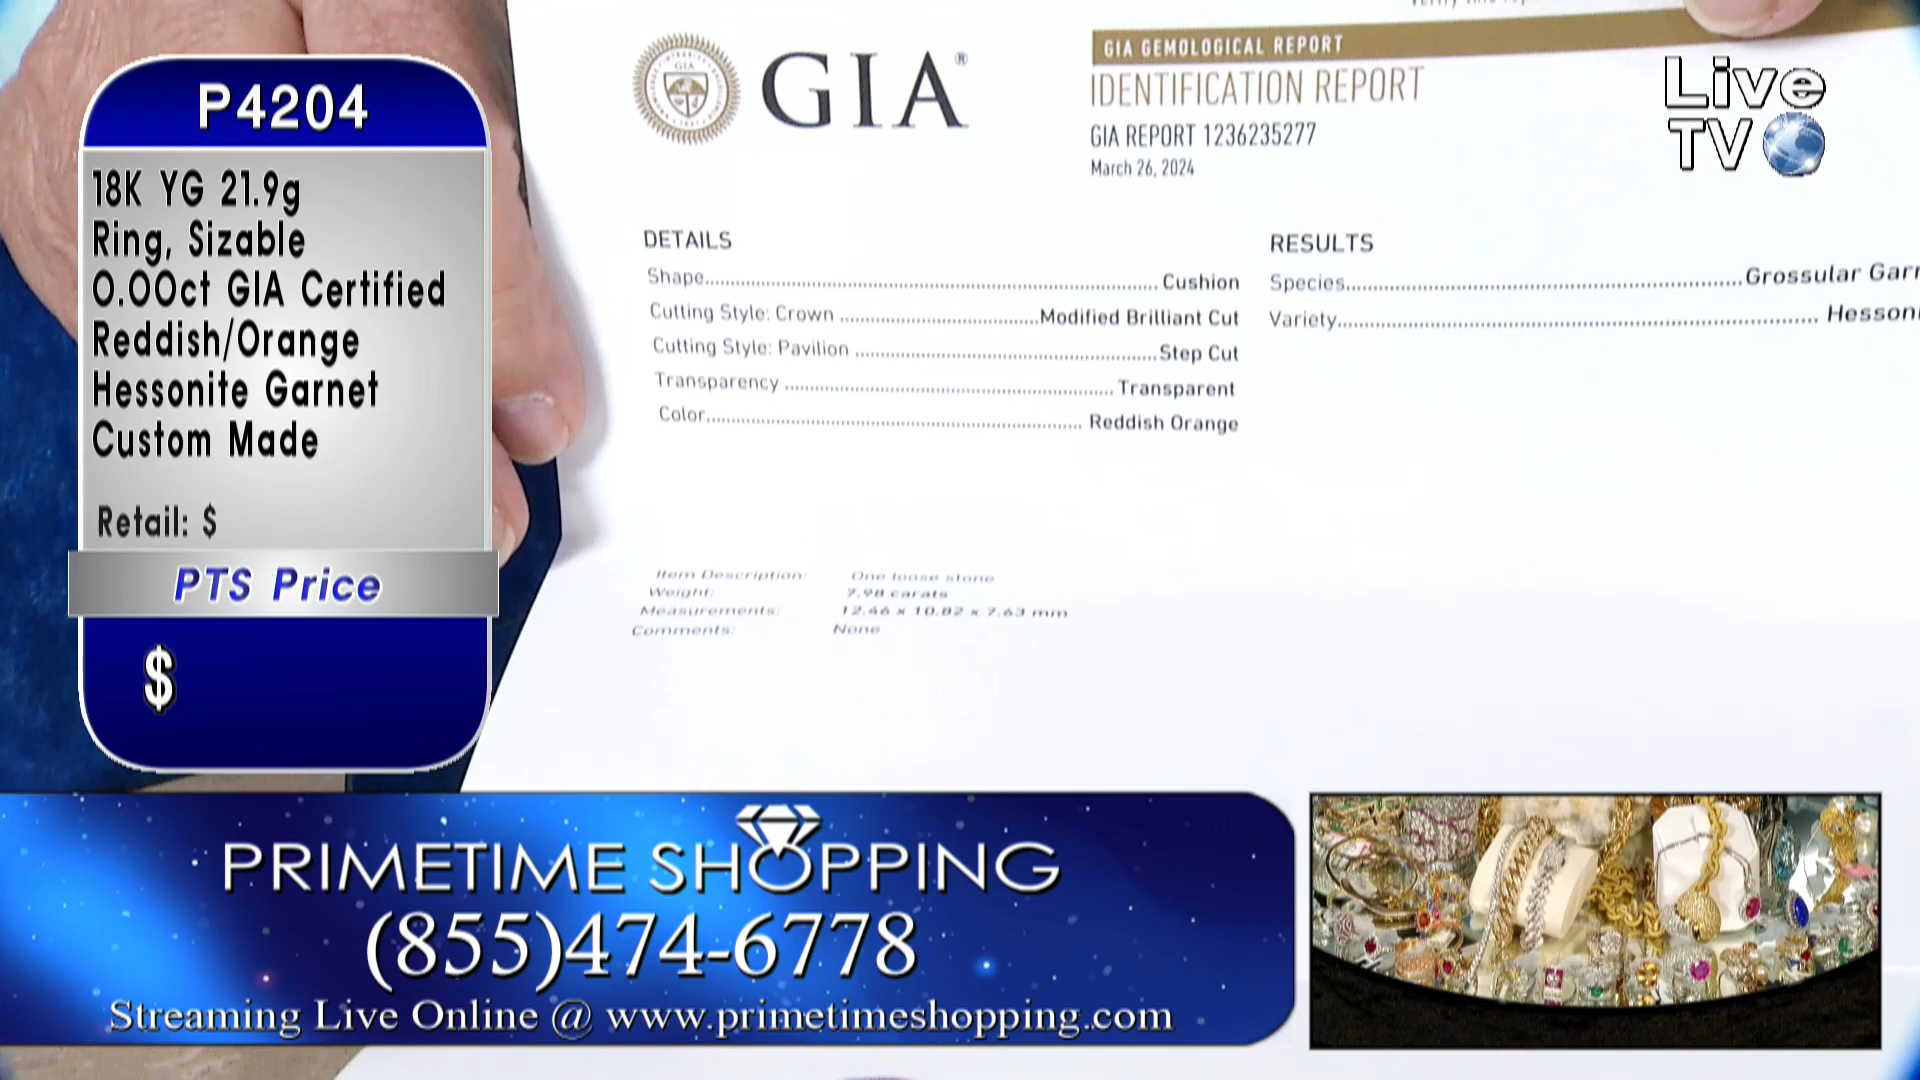 P4204
18K YG 21.9g
Ring, Sizable
0.00ct GIA Certified
Reddish/Orange
Hessonite Garnet
Custom Made
Retail: $
PTS Price
$
GIA®
GIA GEMOLOGICAL REPORT
IDENTIFICATION REPORT
GIA REPORT 1236235277
March 26, 2024
Live
TV
DETAILS
Shape Cushion
Cutting Style: Crown Modified Brilliant Cut
Cutting Style: Pavilion Step Cut
Transparency Transparent
Color Reddish Orange
RESULTS
Species Grossular Garn
Variety Hesson
Item Description: One loose stone
Weight: 7.98 carats
Measurements: 12.46 x 10.82 x 7.63 mm
Comments: None
PRIMETIME SHOPPING
(855)474-6778
Streaming Live Online @ www.primetimeshopping.com